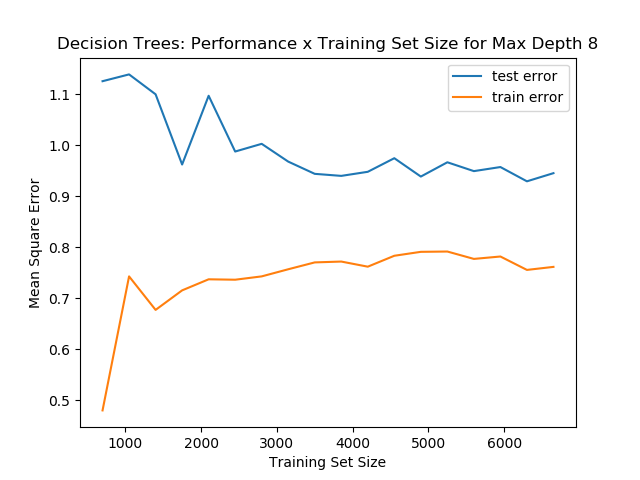 Decision Trees: Performance x Training Set Size for Max Depth 8
test error
train error
Mean Square Error
1.1
1.0
0.9
0.8
0.7
0.6
0.5
1000 2000 3000 4000 5000 6000
Training Set Size